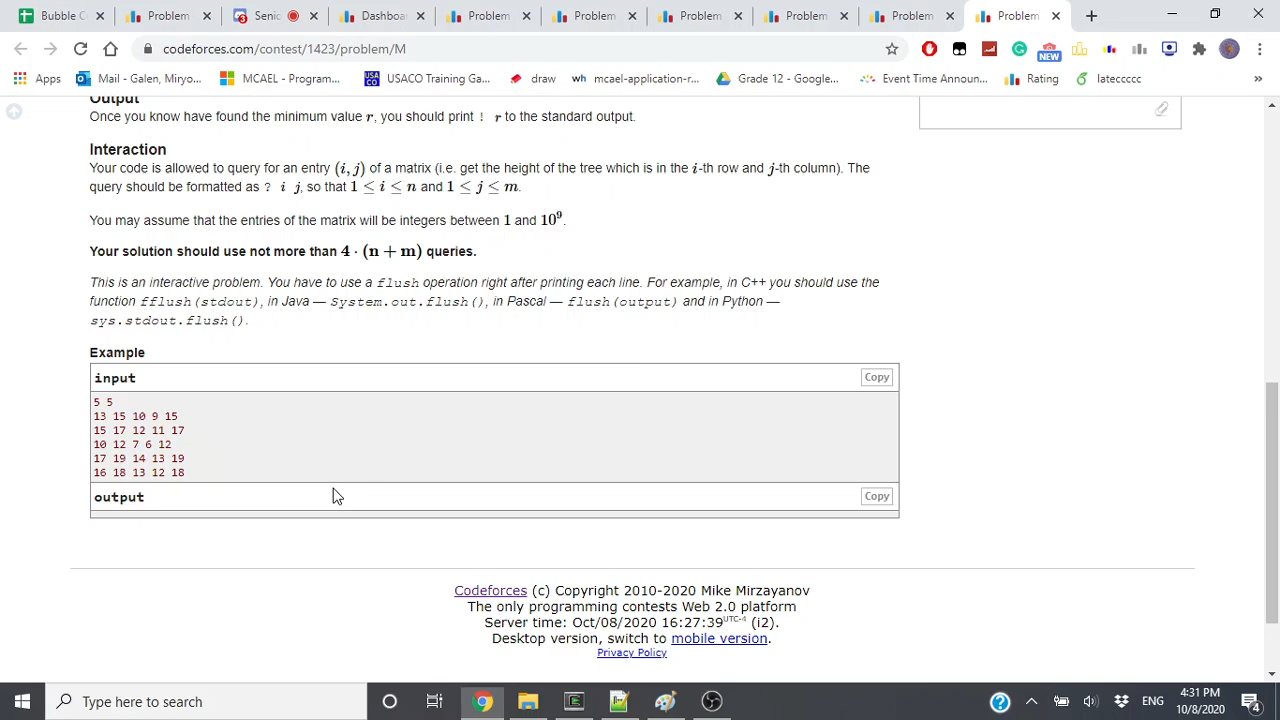 Bubble C
Problem
Senic
Dashboa
Problem
Problem
Problem
Problem
Problem
Problem
codeforces.com/contest/1423/problem/M
NEW
Apps
Mail - Galen, Miryo...
MCAEL - Program...
USACO Training Gam...
draw
wh mcael-application-r...
Grade 12 - Google...
Event Time Announ...
Rating
lateccccc
»
Output
Once you know have found the minimum value r, you should print ! r to the standard output.
Interaction
Your code is allowed to query for an entry (i, j) of a matrix (i.e. get the height of the tree which is in the i-th row and j-th column). The
query should be formatted as ? i j, so that 1 ≤ i ≤ n and 1 ≤ j ≤ m.
You may assume that the entries of the matrix will be integers between 1 and 10⁹.
Your solution should use not more than 4 · (n + m) queries.
This is an interactive problem. You have to use a flush operation right after printing each line. For example, in C++ you should use the
function fflush(stdout), in Java — System.out.flush(), in Pascal — flush(output) and in Python —
sys.stdout.flush().
Example
input
Copy
5 5
13 15 10 9 15
15 17 12 11 17
10 12 7 6 12
17 19 14 13 19
16 18 13 12 18
output
Copy
Codeforces (c) Copyright 2010-2020 Mike Mirzayanov
The only programming contests Web 2.0 platform
Server time: Oct/08/2020 16:27:39 UTC-4 (i2).
Desktop version, switch to mobile version.
Privacy Policy
Type here to search
ENG
4:31 PM
10/8/2020
4